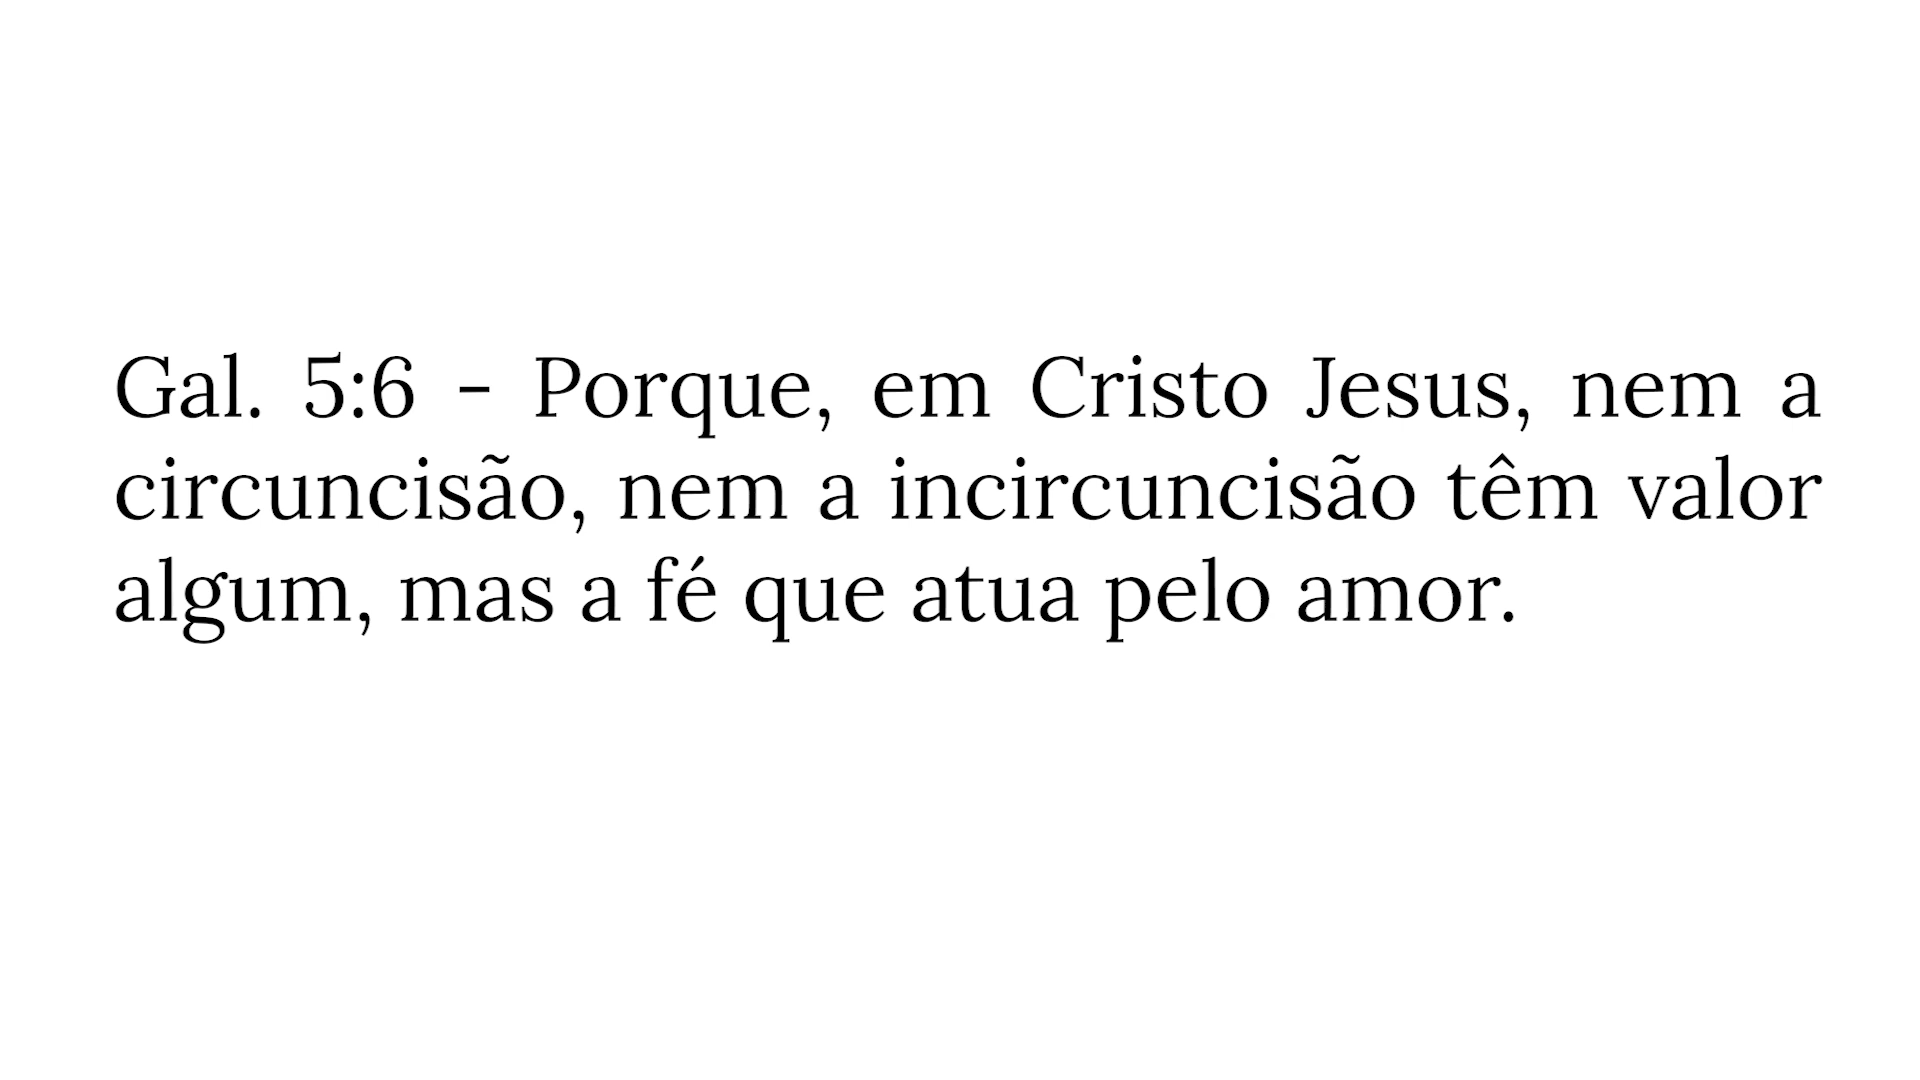 Gal. 5:6 - Porque, em Cristo Jesus, nem a
circuncisão, nem a incircuncisão têm valor
algum, mas a fé que atua pelo amor.